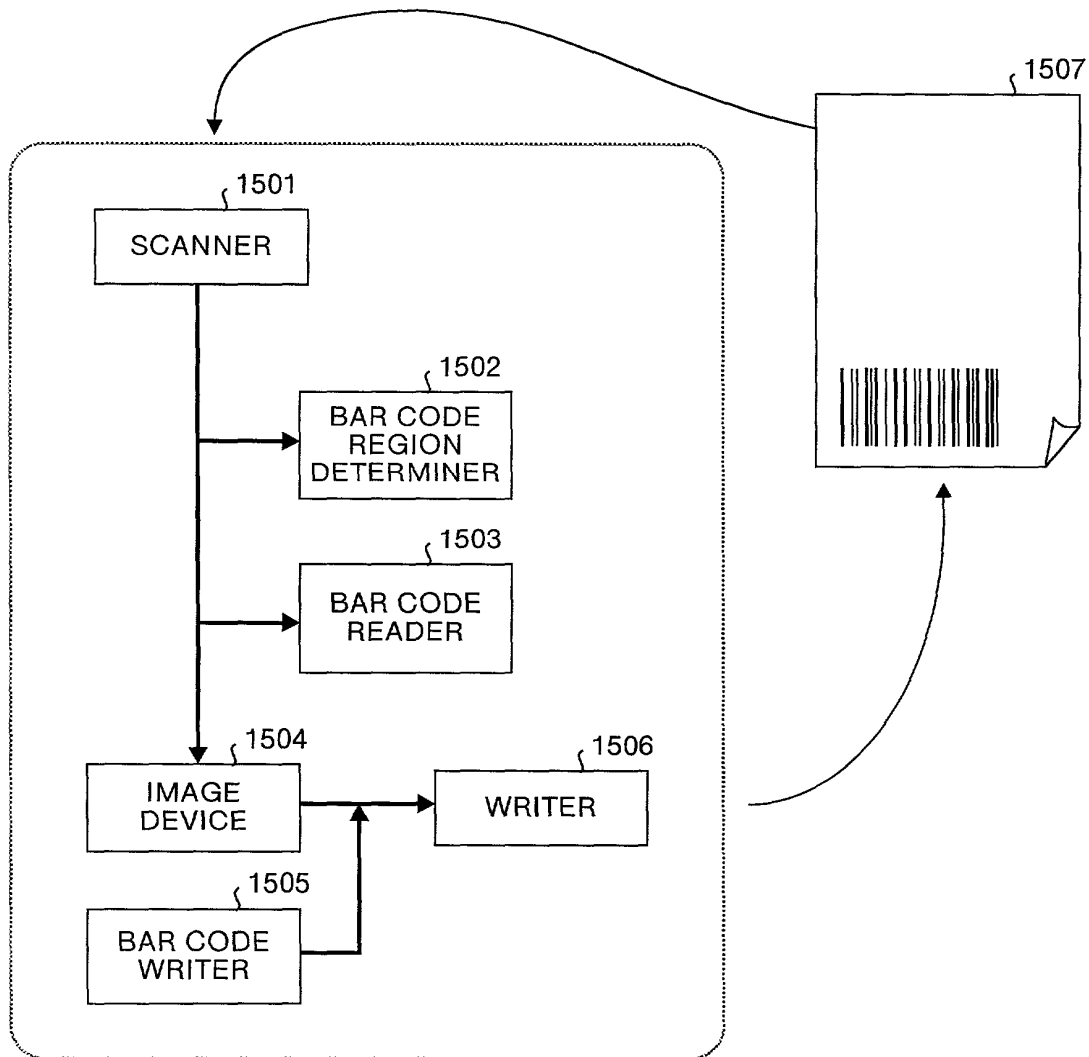 1507
1501
SCANNER
1502
BAR CODE
REGION
DETERMINER
1503
BAR CODE
READER
1504
IMAGE
DEVICE
1506
WRITER
1505
BAR CODE
WRITER